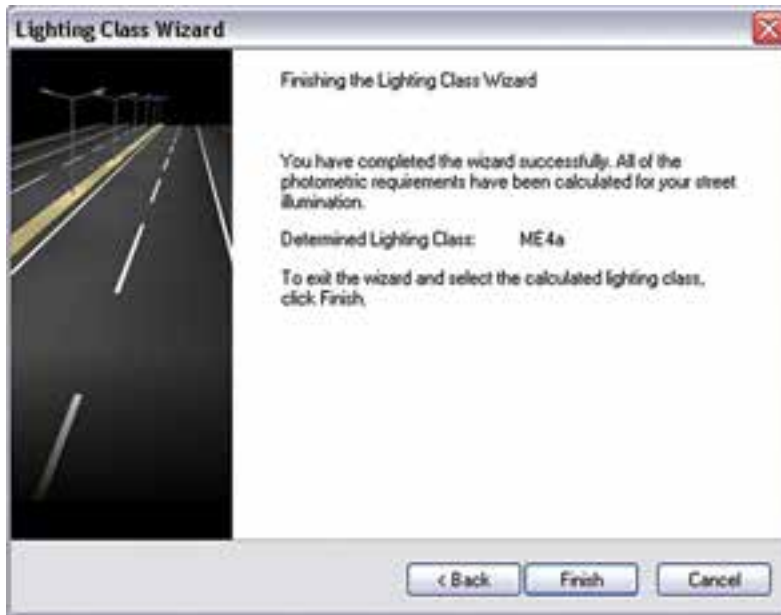 Lighting Class Wizard
Finishing the Lighting Class Wizard
You have completed the wizard successfully. All of the
photometric requirements have been calculated for your street
illumination.
Determined Lighting Class: ME4a
To exit the wizard and select the calculated lighting class,
click Finish.
< Back Finish Cancel